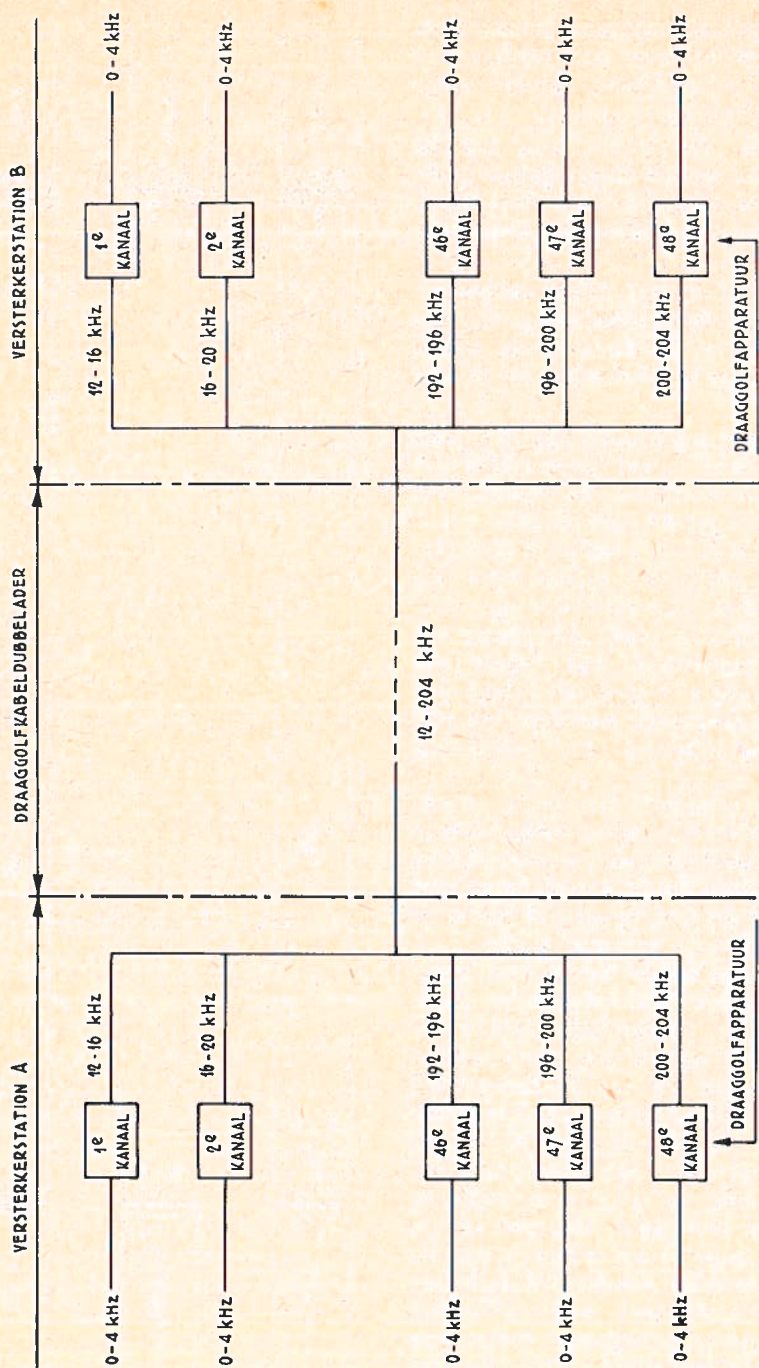 VERSTERKERSTATION A
DRAAGGOLFKABELDUBBELADER
VERSTERKERSTATION B
0-4 kHz
1e
KANAAL
12-16 kHz
12-16 kHz
1e
KANAAL
0-4 kHz
0-4 kHz
2e
KANAAL
16-20 kHz
16-20 kHz
2e
KANAAL
0-4 kHz
12-204 kHz
0-4 kHz
46e
KANAAL
192-196 kHz
192-196 kHz
46e
KANAAL
0-4 kHz
0-4 kHz
47e
KANAAL
196-200 kHz
196-200 kHz
47e
KANAAL
0-4 kHz
0-4 kHz
48e
KANAAL
200-204 kHz
200-204 kHz
48e
KANAAL
0-4 kHz
DRAAGGOLFAPPARATUUR
DRAAGGOLFAPPARATUUR